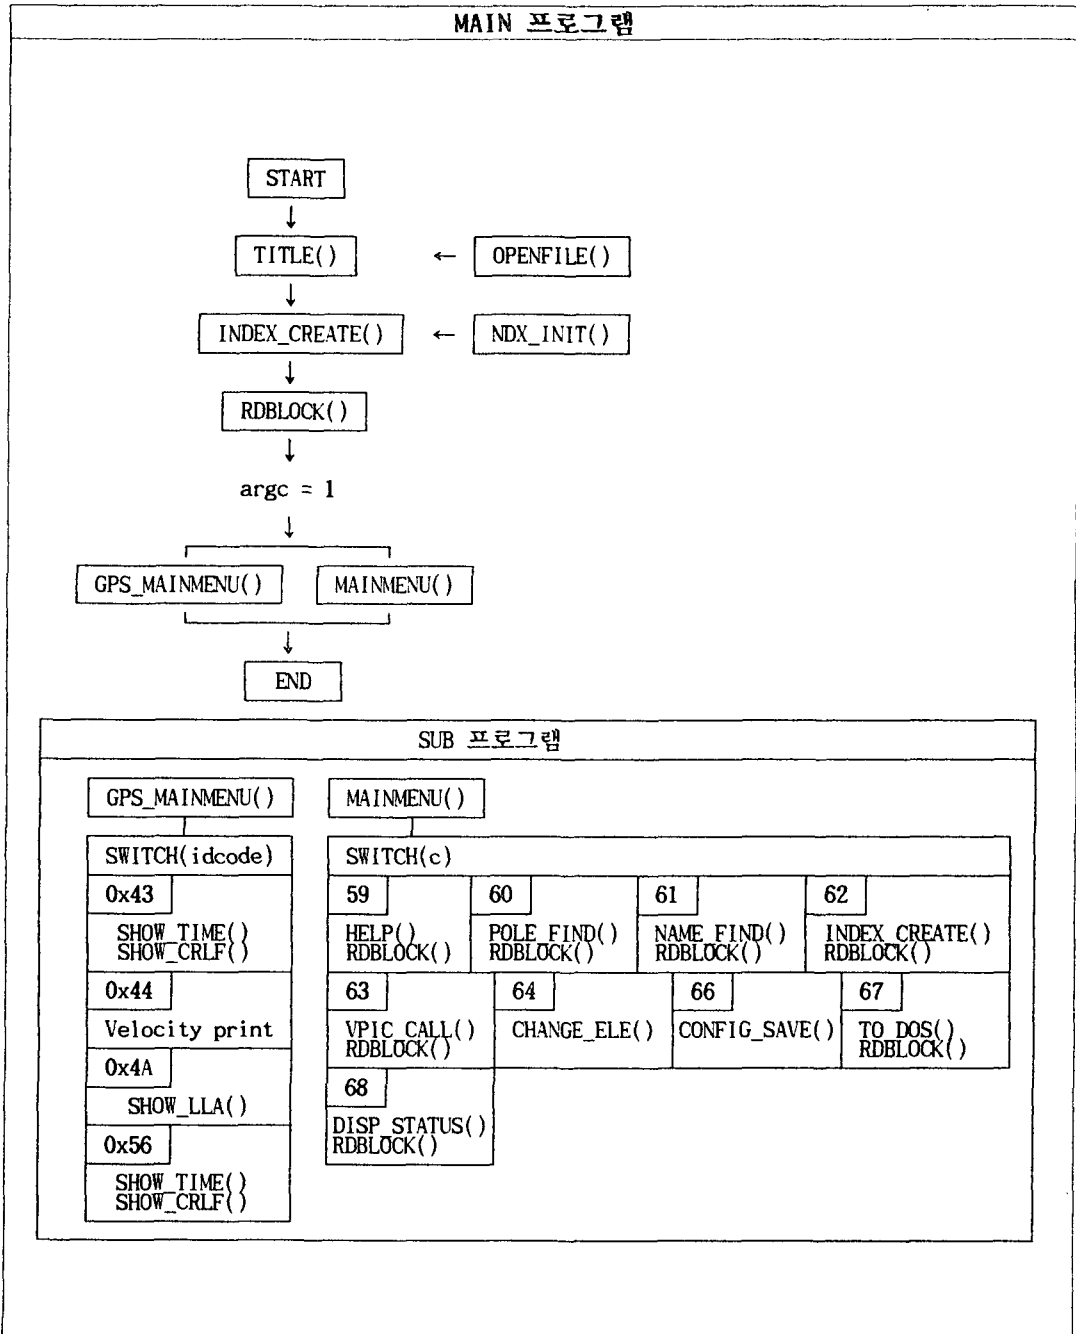 MAIN 프로그램
START
↓
TITLE() ← OPENFILE()
↓
INDEX_CREATE() ← NDX_INIT()
↓
RDBLOCK()
↓
argc = 1
↓
GPS_MAINMENU() MAINMENU()
↓
END
SUB 프로그램
GPS_MAINMENU() MAINMENU()
SWITCH(idcode) SWITCH(c)
0x43 59 60 61 62
SHOW_TIME() HELP() POLE_FIND() NAME_FIND() INDEX_CREATE()
SHOW_CRLF() RDBLOCK() RDBLOCK() RDBLOCK() RDBLOCK()
0x44 63 64 66 67
Velocity print VPIC_CALL() CHANGE_ELE() CONFIG_SAVE() TO_DOS()
RDBLOCK() RDBLOCK()
0x4A 68
SHOW_LLA() DISP_STATUS()
0x56 RDBLOCK()
SHOW_TIME()
SHOW_CRLF()